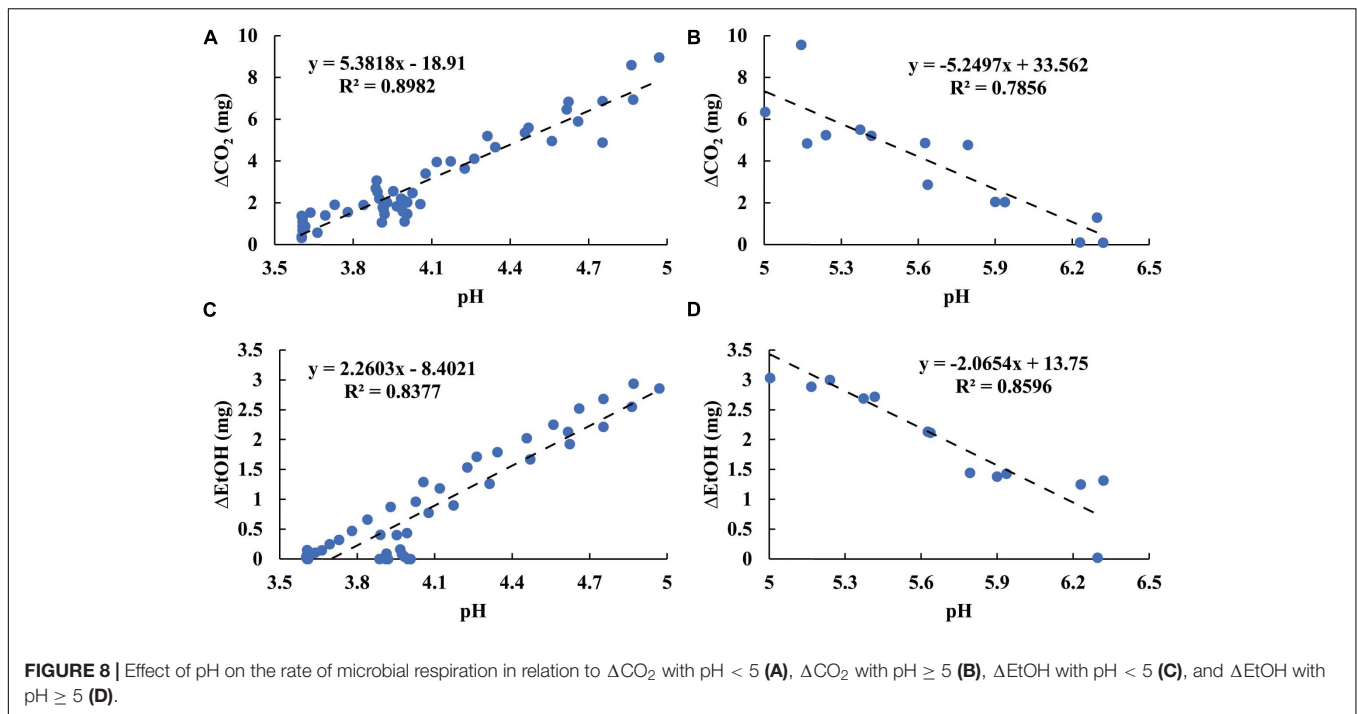 A
y = 5.3818x - 18.91
R² = 0.8982
ΔCO₂ (mg)
10
8
6
4
2
0
3.5 3.8 4.1 4.4 4.7 5
pH
B
y = -5.2497x + 33.562
R² = 0.7856
ΔCO₂ (mg)
10
8
6
4
2
0
5 5.3 5.6 5.9 6.2 6.5
pH
C
y = 2.2603x - 8.4021
R² = 0.8377
ΔEtOH (mg)
3.5
3
2.5
2
1.5
1
0.5
0
3.5 3.8 4.1 4.4 4.7 5
pH
D
y = -2.0654x + 13.75
R² = 0.8596
ΔEtOH (mg)
3.5
3
2.5
2
1.5
1
0.5
0
5 5.3 5.6 5.9 6.2 6.5
pH
FIGURE 8 | Effect of pH on the rate of microbial respiration in relation to ΔCO₂ with pH < 5 (A), ΔCO₂ with pH ≥ 5 (B), ΔEtOH with pH < 5 (C), and ΔEtOH with
pH ≥ 5 (D).